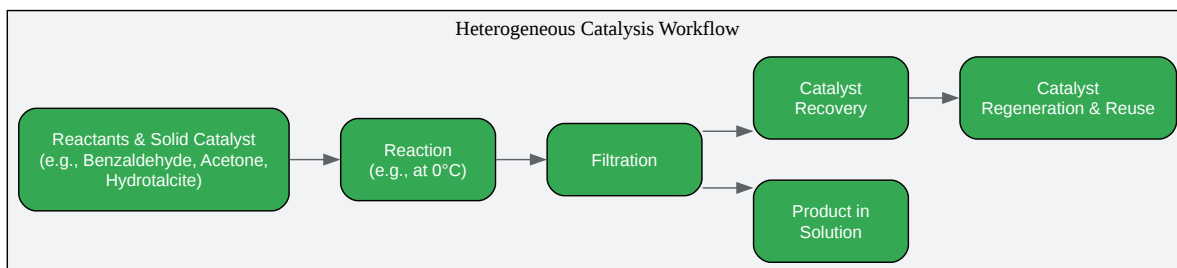 Heterogeneous Catalysis Workflow
Reactants & Solid Catalyst
(e.g., Benzaldehyde, Acetone,
Hydrotalcite)
Reaction
(e.g., at 0°C)
Filtration
Catalyst
Recovery
Catalyst
Regeneration & Reuse
Product in
Solution